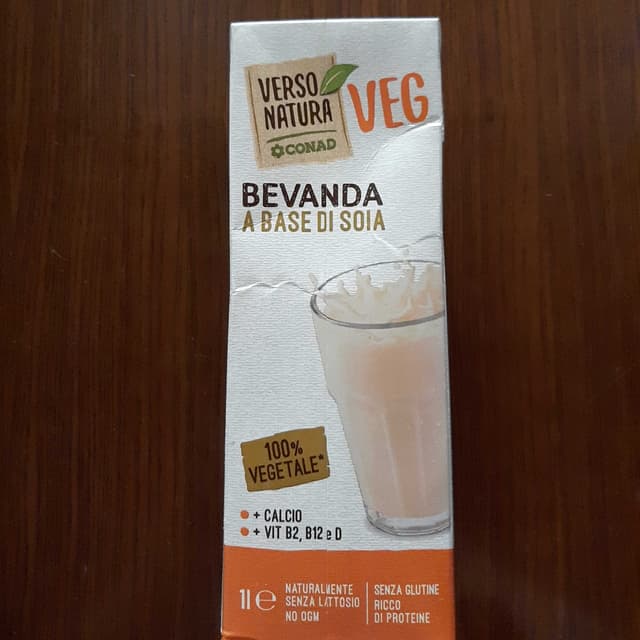 VERSO
NATURA
CONAD
VEG
BEVANDA
A BASE DI SOIA
100%
VEGETALE*
+ CALCIO
+ VIT B2, B12 e D
1l e
NATURALMENTE
SENZA LATTOSIO
NO OGM
SENZA GLUTINE
RICCO
DI PROTEINE